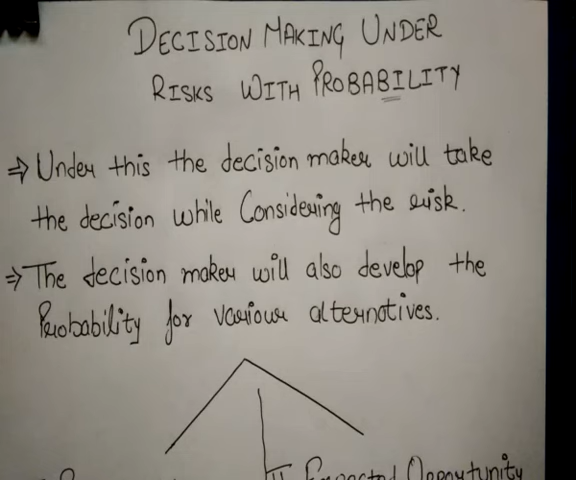 DECISION MAKING UNDER
RISKS WITH PROBABILITY
⇒ Under this the decision maker will take
the decision while Considering the risk.
⇒ The decision maker will also develop the
Probability for various alternatives.
II Expected Opportunity